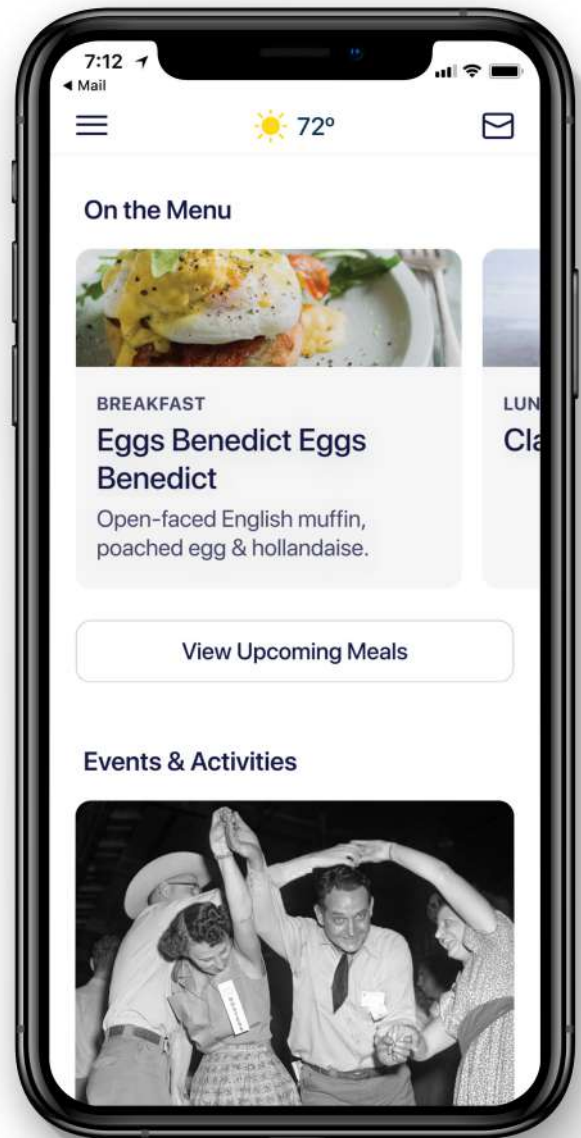 7:12
◀ Mail
72°
On the Menu
BREAKFAST
Eggs Benedict Eggs
Benedict
Open-faced English muffin,
poached egg & hollandaise.
LUN
Cla
View Upcoming Meals
Events & Activities